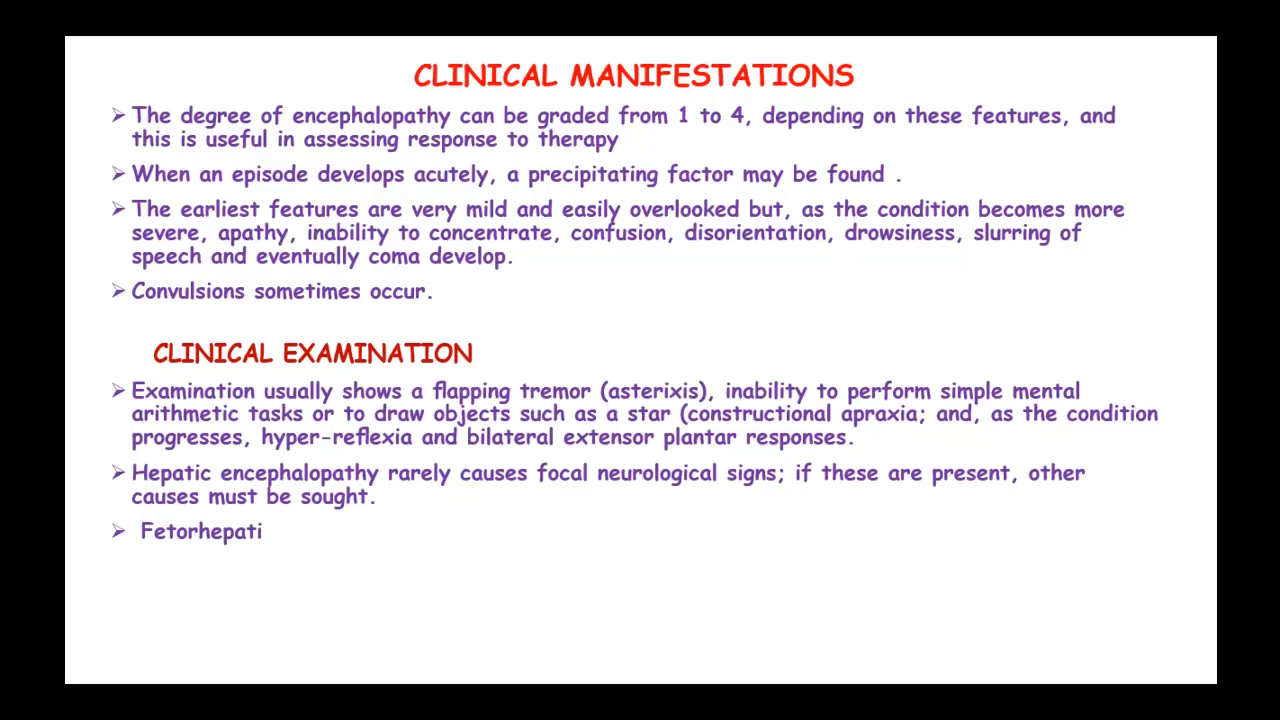 CLINICAL MANIFESTATIONS
➢ The degree of encephalopathy can be graded from 1 to 4, depending on these features, and
this is useful in assessing response to therapy
➢ When an episode develops acutely, a precipitating factor may be found .
➢ The earliest features are very mild and easily overlooked but, as the condition becomes more
severe, apathy, inability to concentrate, confusion, disorientation, drowsiness, slurring of
speech and eventually coma develop.
➢ Convulsions sometimes occur.
CLINICAL EXAMINATION
➢ Examination usually shows a flapping tremor (asterixis), inability to perform simple mental
arithmetic tasks or to draw objects such as a star (constructional apraxia; and, as the condition
progresses, hyper-reflexia and bilateral extensor plantar responses.
➢ Hepatic encephalopathy rarely causes focal neurological signs; if these are present, other
causes must be sought.
➢ Fetorhepati